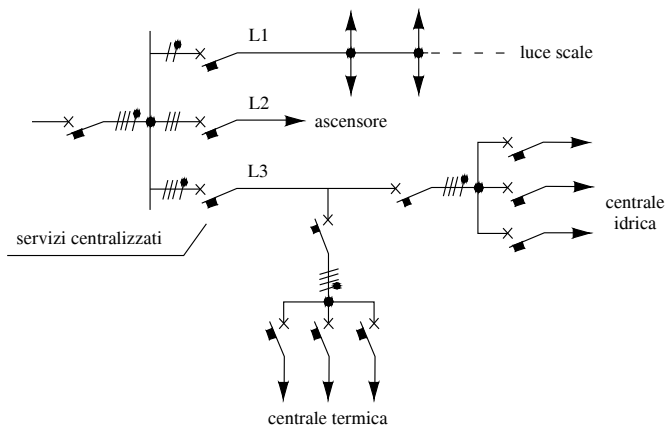 L1
luce scale
L2
ascensore
L3
servizi centralizzati
centrale
idrica
centrale termica